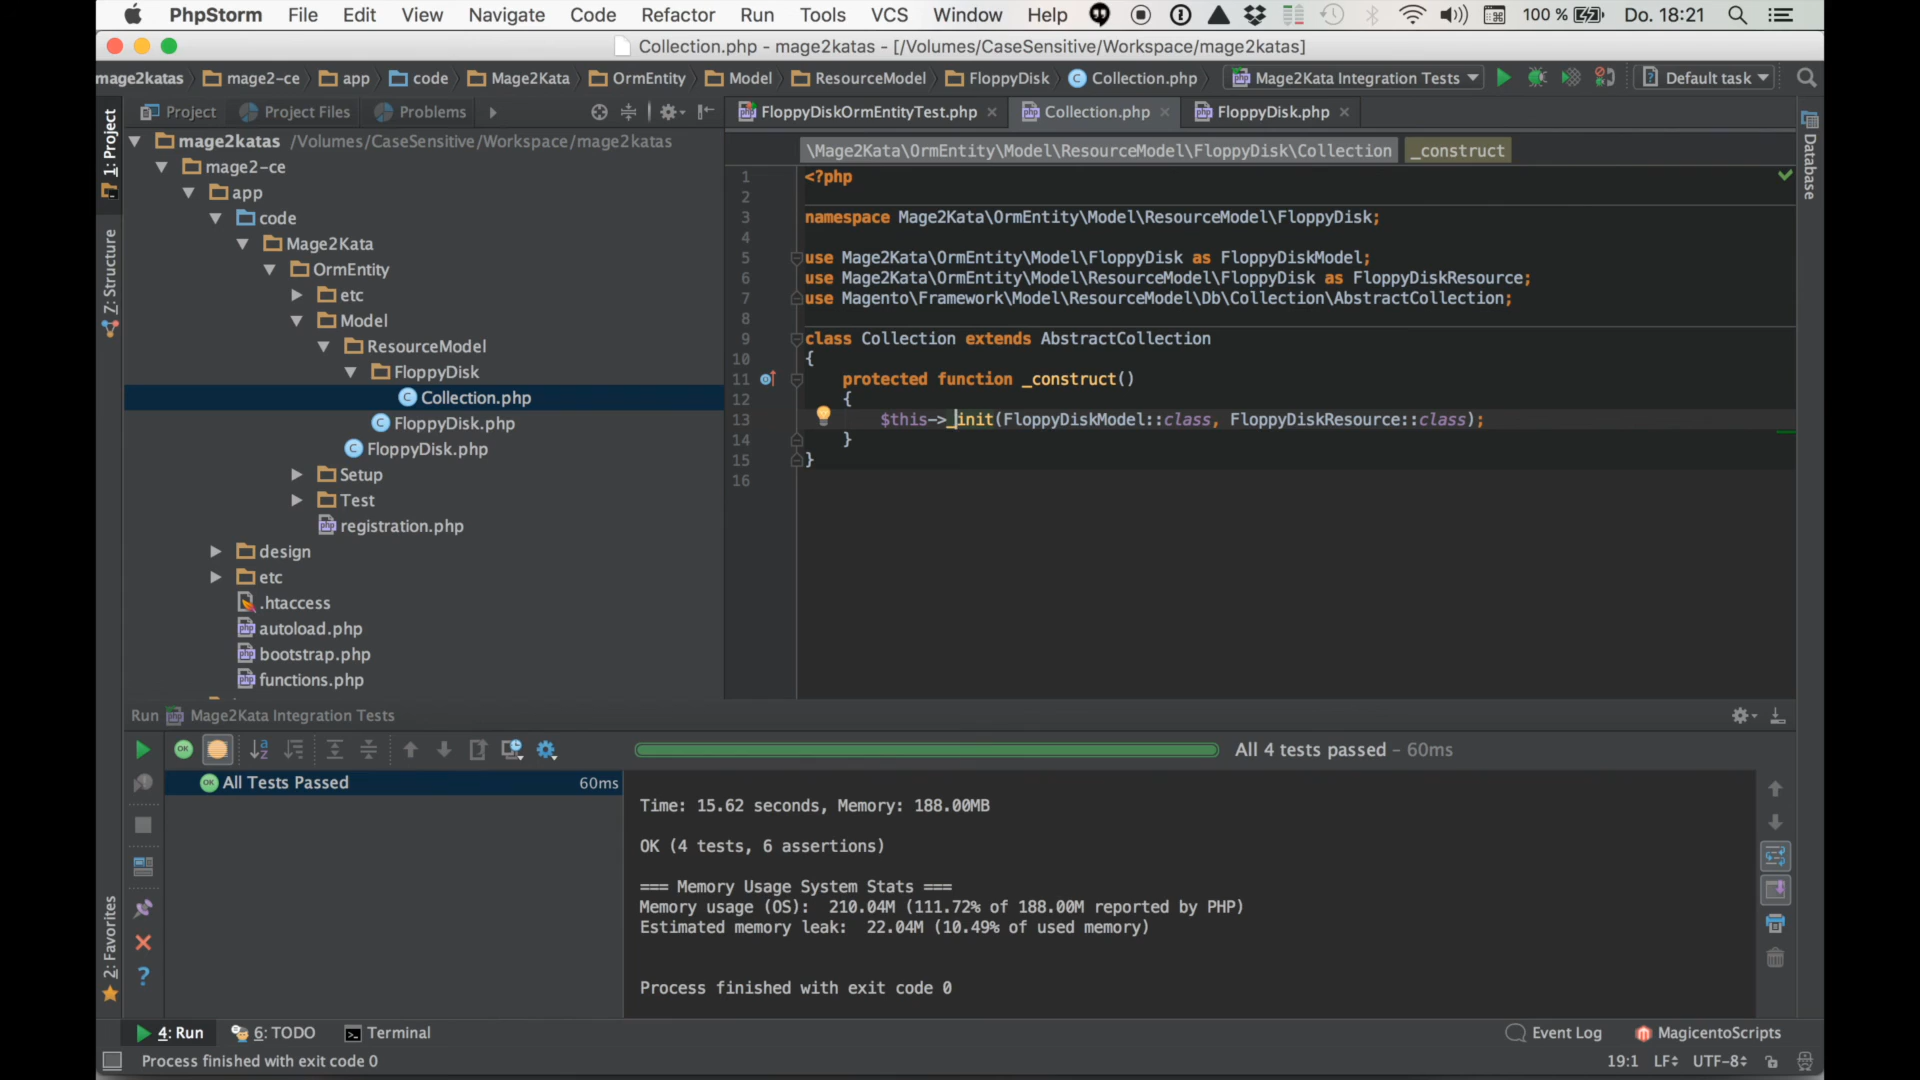 PhpStorm File Edit View Navigate Code Refactor Run Tools VCS Window Help 100 % Do. 18:21
Collection.php - mage2katas - [/Volumes/CaseSensitive/Workspace/mage2katas]
mage2katas mage2-ce app code Mage2Kata OrmEntity Model ResourceModel FloppyDisk Collection.php Mage2Kata Integration Tests Default task
1: Project
Z: Structure
2: Favorites
Project Project Files Problems
mage2katas /Volumes/CaseSensitive/Workspace/mage2katas
mage2-ce
app
code
Mage2Kata
OrmEntity
etc
Model
ResourceModel
FloppyDisk
Collection.php
FloppyDisk.php
FloppyDisk.php
Setup
Test
registration.php
design
etc
.htaccess
autoload.php
bootstrap.php
functions.php
FloppyDiskOrmEntityTest.php Collection.php FloppyDisk.php
\Mage2Kata\OrmEntity\Model\ResourceModel\FloppyDisk\Collection _construct
1 <?php
2
3 namespace Mage2Kata\OrmEntity\Model\ResourceModel\FloppyDisk;
4
5 use Mage2Kata\OrmEntity\Model\FloppyDisk as FloppyDiskModel;
6 use Mage2Kata\OrmEntity\Model\ResourceModel\FloppyDisk as FloppyDiskResource;
7 use Magento\Framework\Model\ResourceModel\Db\Collection\AbstractCollection;
8
9 class Collection extends AbstractCollection
10 {
11 protected function _construct()
12 {
13 $this->_init(FloppyDiskModel::class, FloppyDiskResource::class);
14 }
15 }
16
Database
Run Mage2Kata Integration Tests
All 4 tests passed – 60ms
All Tests Passed 60ms
Time: 15.62 seconds, Memory: 188.00MB
OK (4 tests, 6 assertions)
=== Memory Usage System Stats ===
Memory usage (OS): 210.04M (111.72% of 188.00M reported by PHP)
Estimated memory leak: 22.04M (10.49% of used memory)
Process finished with exit code 0
4: Run 6: TODO Terminal Event Log MagicentoScripts
Process finished with exit code 0 19:1 LF UTF-8